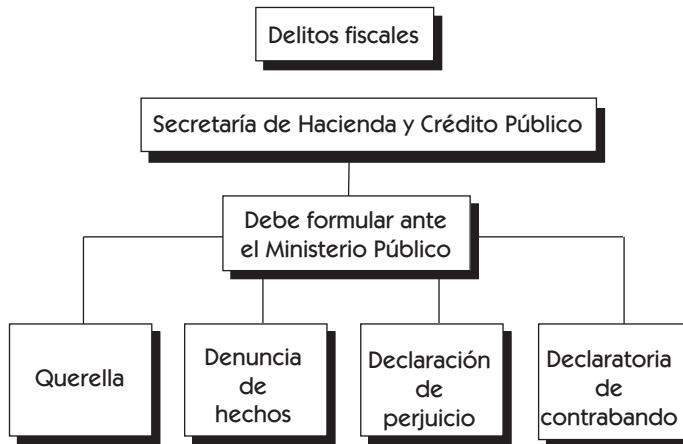 Delitos fiscales
Secretaría de Hacienda y Crédito Público
Debe formular ante
el Ministerio Público
Querella
Denuncia
de
hechos
Declaración
de
perjuicio
Declaratoria
de
contrabando